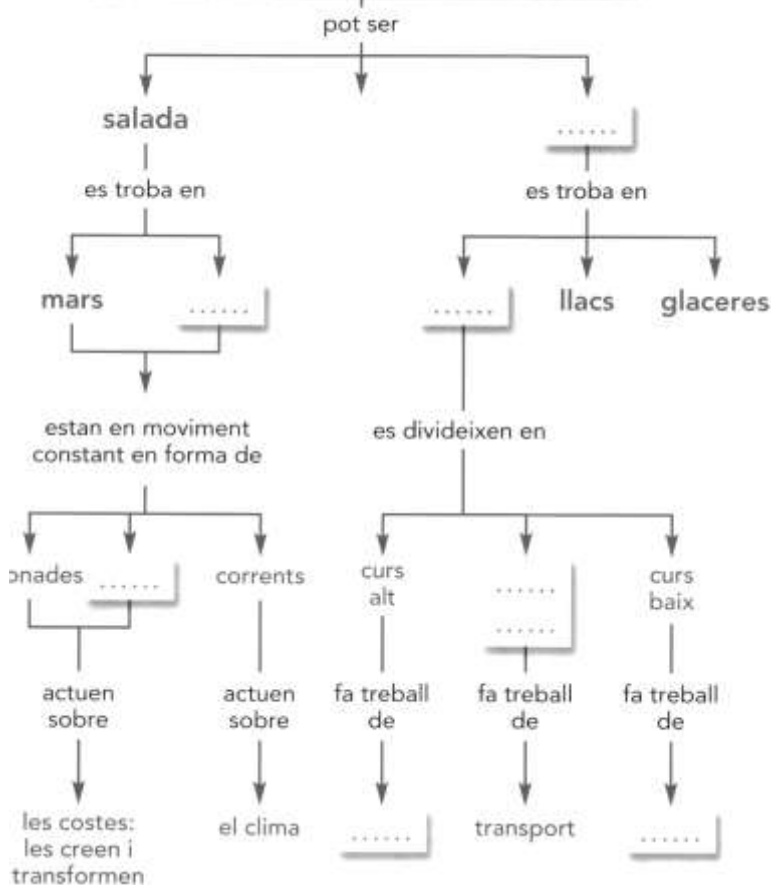 pot ser
salada
......
es troba en
es troba en
mars
......
......
llacs
glaceres
estan en moviment
constant en forma de
es divideixen en
onades
......
corrents
curs
alt
......
......
curs
baix
actuen
sobre
actuen
sobre
fa treball
de
fa treball
de
fa treball
de
les costes:
les creen i
transformen
el clima
......
transport
......